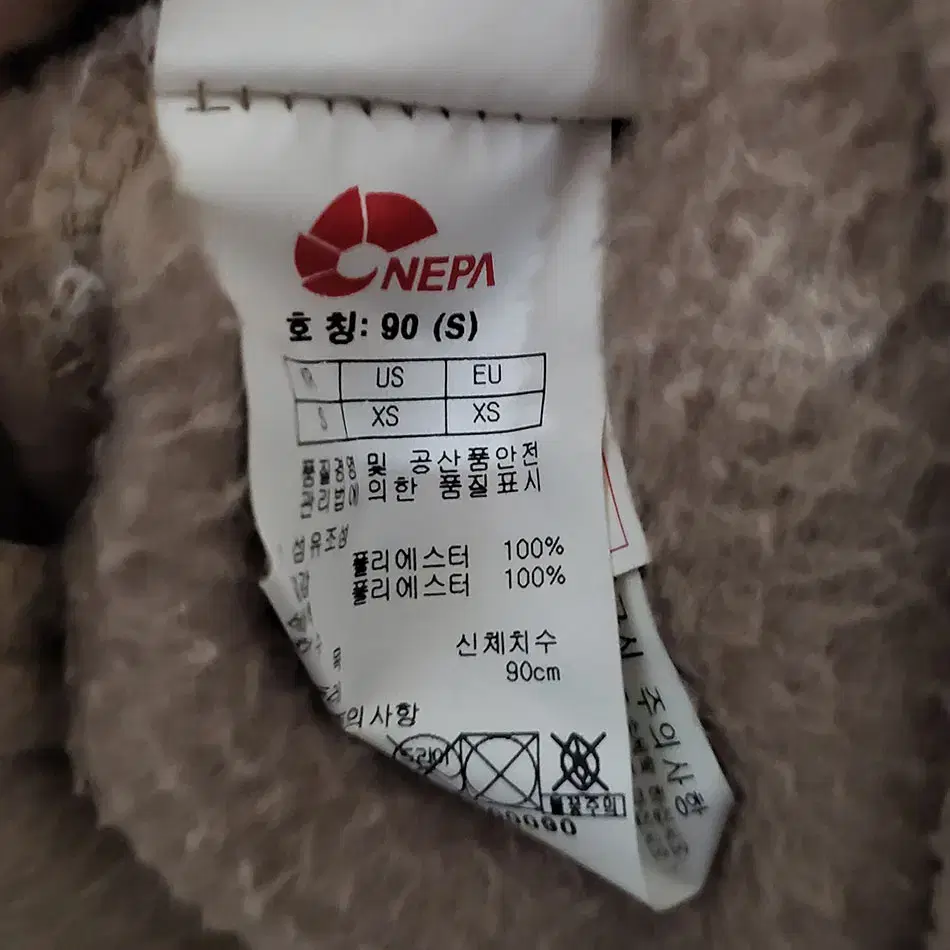 NEPA
호 칭: 90 (S)
US EU
S XS XS
품질경영 및 공산품안전
관리법에 의한 품질표시
섬유조성
폴리에스터 100%
폴리에스터 100%
신체치수
90cm
의사항
드라이
물품주의
00090
주의사항